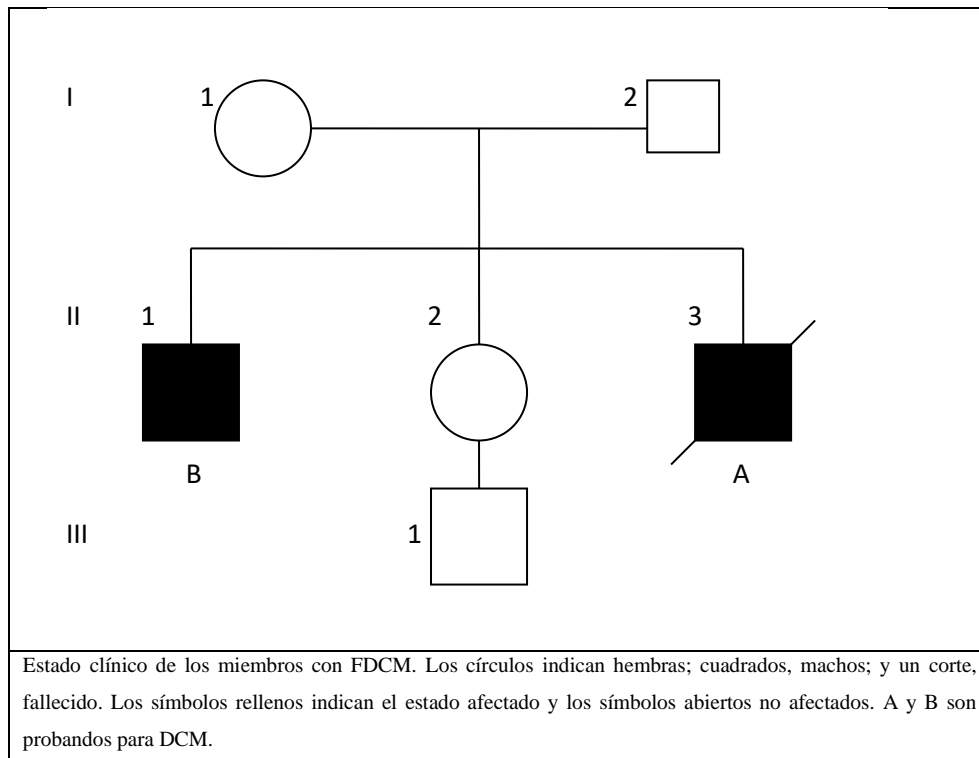 I
1
2
II
1
2
3
B
A
III
1
Estado clínico de los miembros con FDCM. Los círculos indican hembras; cuadrados, machos; y un corte,
fallecido. Los símbolos rellenos indican el estado afectado y los símbolos abiertos no afectados. A y B son
probandos para DCM.